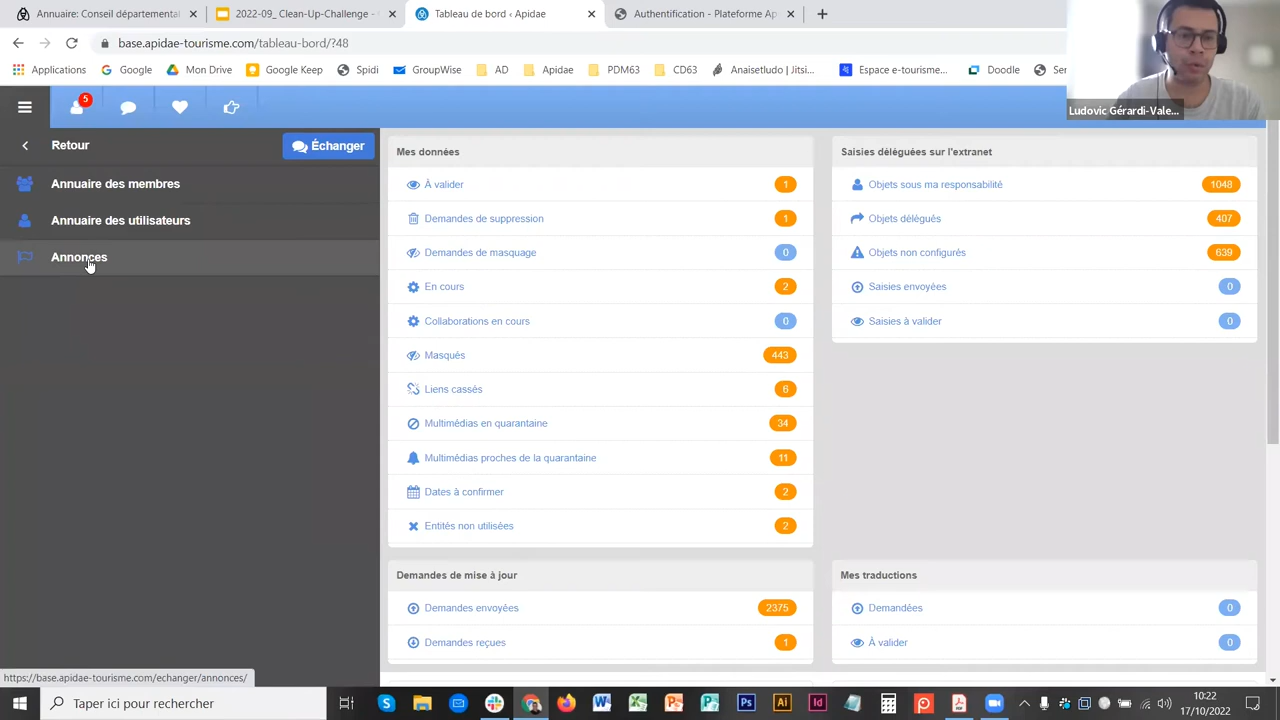 Annuaire: Conseil départemental
2022-09_ Clean-Up-Challenge -
Tableau de bord ‹ Apidae
Authentification - Plateforme Ap
base.apidae-tourisme.com/tableau-bord/?48
Applications
Google
Mon Drive
Google Keep
Spidi
GroupWise
AD
Apidae
PDM63
CD63
Anaisetludo | Jitsi...
Espace e-tourisme...
Doodle
Ser
Ludovic Gérardi-Vale...
5
Retour
Échanger
Annuaire des membres
Annuaire des utilisateurs
Annonces
Mes données
À valider 1
Demandes de suppression 1
Demandes de masquage 0
En cours 2
Collaborations en cours 0
Masqués 443
Liens cassés 6
Multimédias en quarantaine 34
Multimédias proches de la quarantaine 11
Dates à confirmer 2
Entités non utilisées 2
Saisies déléguées sur l'extranet
Objets sous ma responsabilité 1048
Objets délégués 407
Objets non configurés 639
Saisies envoyées 0
Saisies à valider 0
Demandes de mise à jour
Demandes envoyées 2375
Demandes reçues 1
Mes traductions
Demandées 0
À valider 0
https://base.apidae-tourisme.com/echanger/annonces/
Taper ici pour rechercher
10:22
17/10/2022